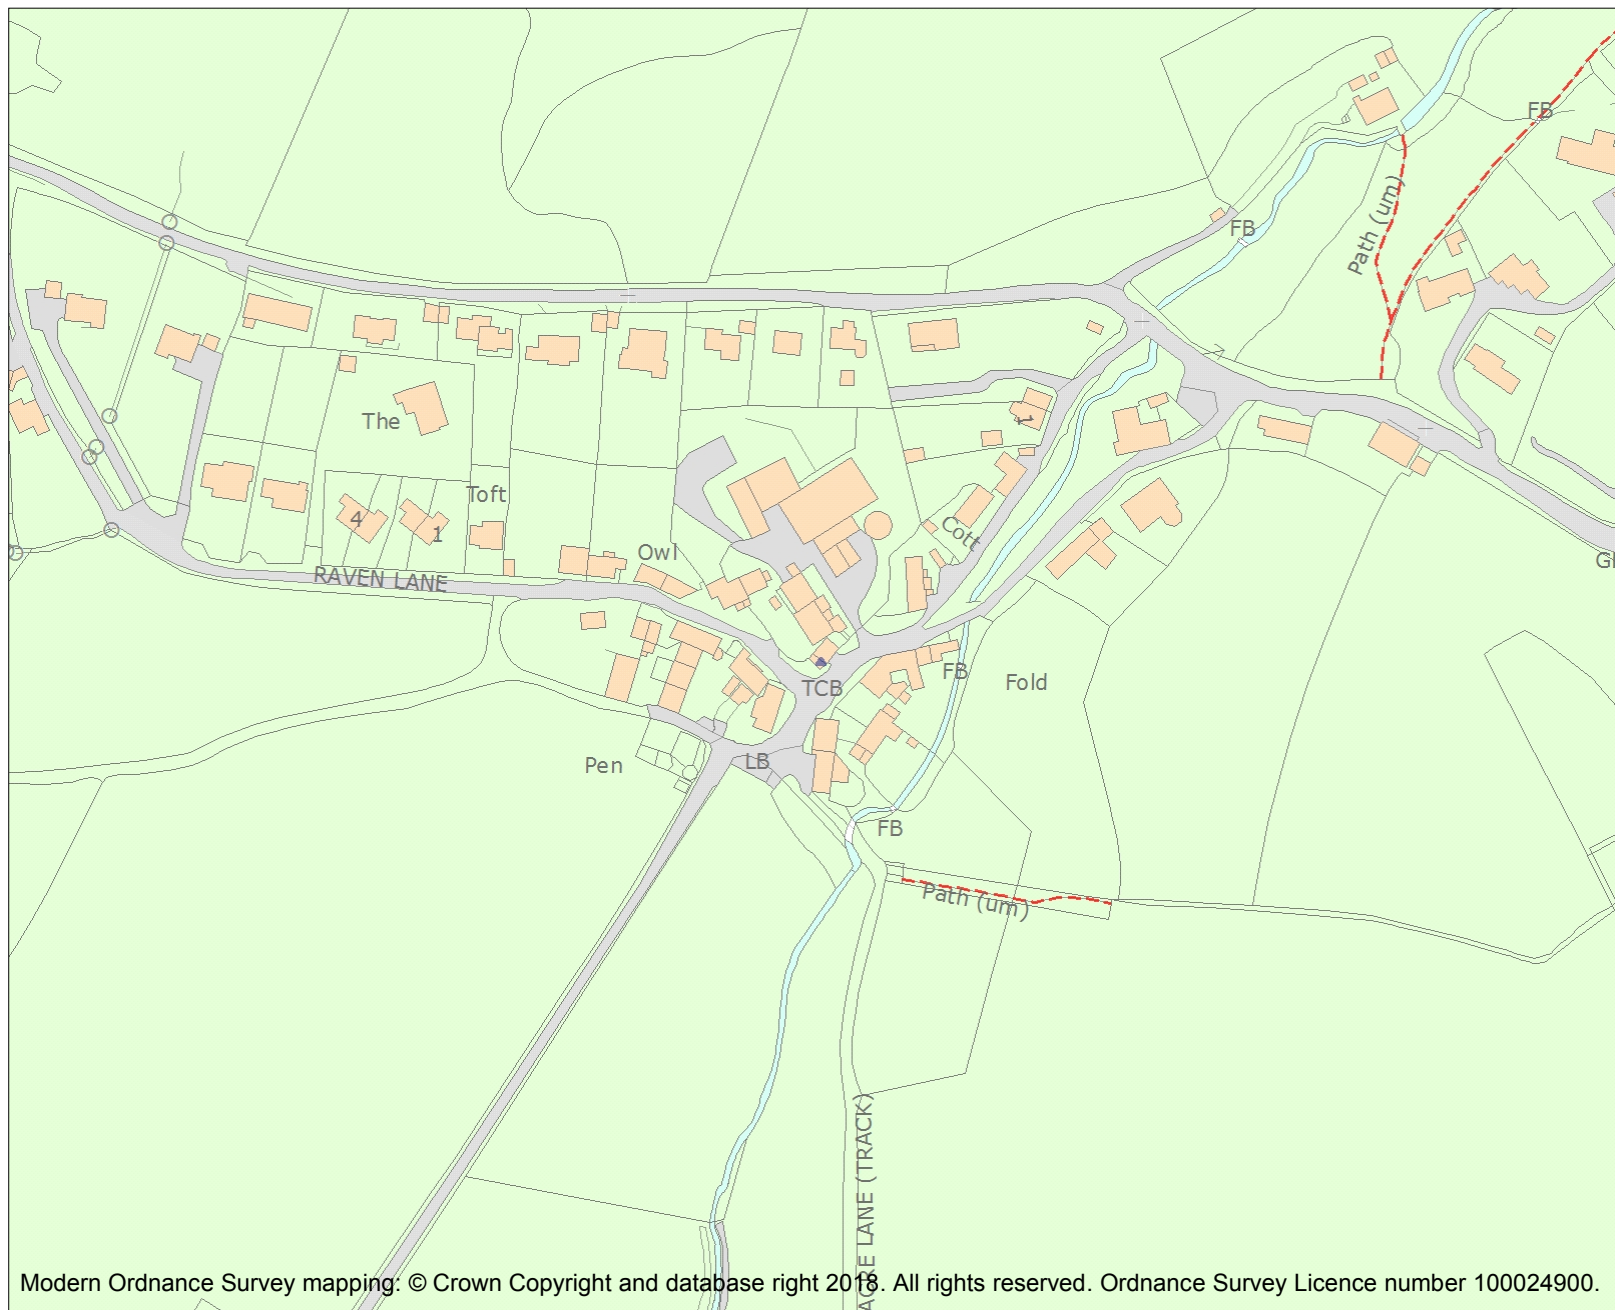 FB
Path (um)
FB
1
The
Toft
4
1
Cott
Owl
RAVEN LANE
TCB
FB
Fold
Pen
LB
FB
Path (um)
ACRE LANE (TRACK)
Modern Ordnance Survey mapping: © Crown Copyright and database right 2018. All rights reserved. Ordnance Survey Licence number 100024900.